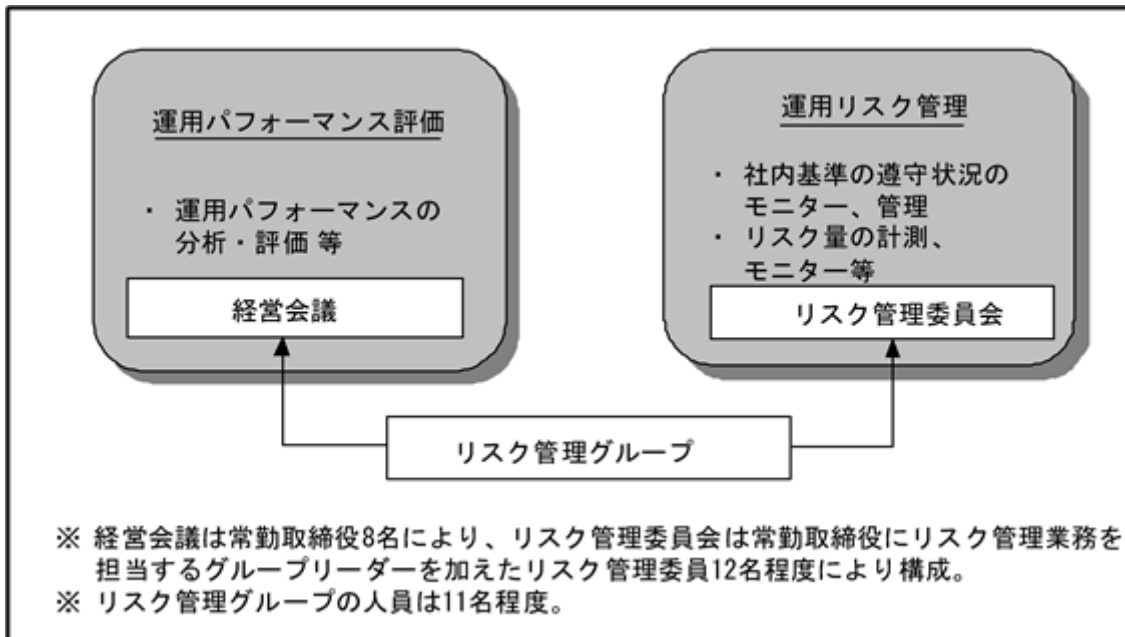 運用パフォーマンス評価
・ 運用パフォーマンスの
分析・評価 等
経営会議
運用リスク管理
・ 社内基準の遵守状況の
モニター、管理
・ リスク量の計測、
モニター等
リスク管理委員会
リスク管理グループ
※ 経営会議は常勤取締役8名により、リスク管理委員会は常勤取締役にリスク管理業務を
担当するグループリーダーを加えたリスク管理委員12名程度により構成。
※ リスク管理グループの人員は11名程度。